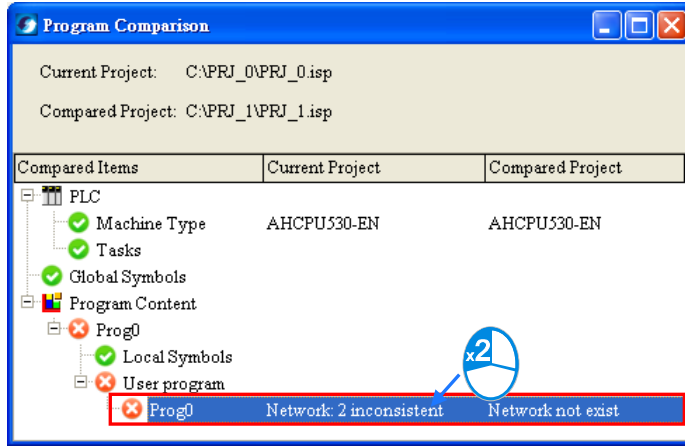 Program Comparison
Current Project: C:\PRJ_0\PRJ_0.isp
Compared Project: C:\PRJ_1\PRJ_1.isp
Compared Items Current Project Compared Project
PLC
Machine Type AHCPU530-EN AHCPU530-EN
Tasks
Global Symbols
Program Content
Prog0
x2
Local Symbols
User program
Prog0 Network: 2 inconsistent Network not exist